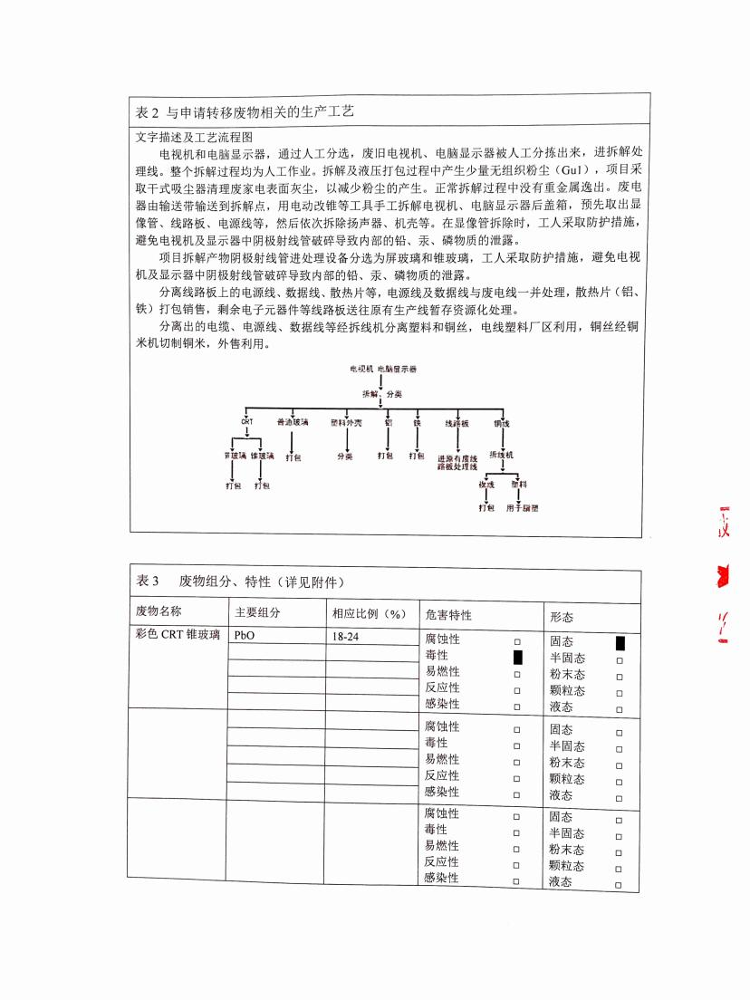 表 2 与申请转移废物相关的生产工艺
文字描述及工艺流程图
电视机和电脑显示器，通过人工分选，废旧电视机、电脑显示器被人工分拣出来，进拆解处
理线。整个拆解过程均为人工作业。拆解及液压打包过程中产生少量无组织粉尘（Gu1），项目采
取干式吸尘器清理废家电表面灰尘，以减少粉尘的产生。正常拆解过程中没有重金属逸出。废电
器由输送带输送到拆解点，用电动改锥等工具手工拆解电视机、电脑显示器后盖箱，预先取出显
像管、线路板、电源线等，然后依次拆除扬声器、机壳等。在显像管拆除时，工人采取防护措施，
避免电视机及显示器中阴极射线管破碎导致内部的铅、汞、磷物质的泄露。
项目拆解产物阴极射线管进处理设备分选为屏玻璃和锥玻璃，工人采取防护措施，避免电视
机及显示器中阴极射线管破碎导致内部的铅、汞、磷物质的泄露。
分离线路板上的电源线、数据线、散热片等，电源线及数据线与废电线一并处理，散热片（铝、
铁）打包销售，剩余电子元器件等线路板送往原有生产线暂存资源化处理。
分离出的电缆、电源线、数据线等经拆线机分离塑料和铜丝，电线塑料厂区利用，铜丝经铜
米机切制铜米，外售利用。
电视机 电脑显示器
拆解、分类
CRT 普通玻璃 塑料外壳 铝 铁 线路板 铜线
玻璃 锥玻璃 打包 分类 打包 打包 进原有废线 拆线机
路板处理线
打包 打包 线 塑料
打包 用于脂塑
表 3 废物组分、特性（详见附件）
废物名称 主要组分 相应比例（%） 危害特性 形态
彩色 CRT 锥玻璃 PbO 18-24 腐蚀性 □ 固态 ■
毒性 ■ 半固态 □
易燃性 □ 粉末态 □
反应性 □ 颗粒态 □
感染性 □ 液态 □
腐蚀性 □ 固态 □
毒性 □ 半固态 □
易燃性 □ 粉末态 □
反应性 □ 颗粒态 □
感染性 □ 液态 □
腐蚀性 □ 固态 □
毒性 □ 半固态 □
易燃性 □ 粉末态 □
反应性 □ 颗粒态 □
感染性 □ 液态 □